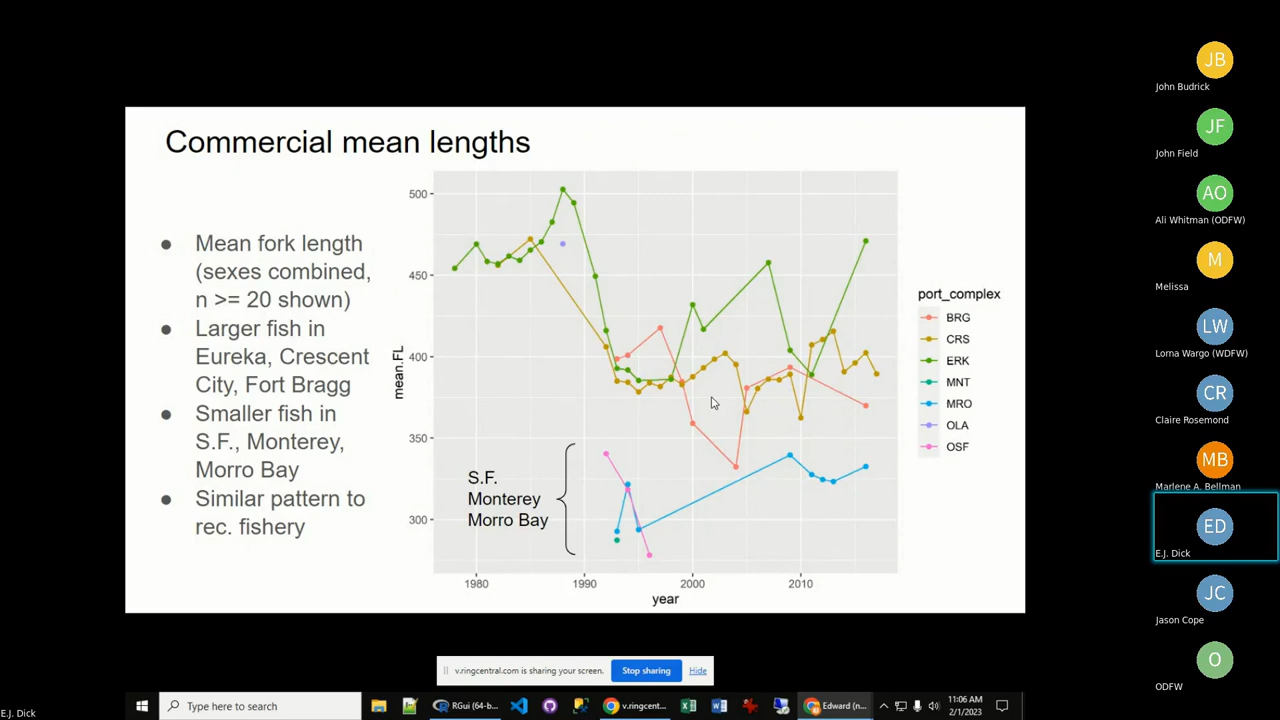 Commercial mean lengths
● Mean fork length
(sexes combined,
n >= 20 shown)
● Larger fish in
Eureka, Crescent
City, Fort Bragg
● Smaller fish in
S.F., Monterey,
Morro Bay
● Similar pattern to
rec. fishery
500
450
400
350
300
mean.FL
S.F.
Monterey
Morro Bay
1980
1990
2000
2010
year
port_complex
BRG
CRS
ERK
MNT
MRO
OLA
OSF
JB
John Budrick
JF
John Field
AO
Ali Whitman (ODFW)
M
Melissa
LW
Lorna Wargo (WDFW)
CR
Claire Rosemond
MB
Marlene A. Bellman
ED
E.J. Dick
JC
Jason Cope
O
ODFW
v.ringcentral.com is sharing your screen.
Stop sharing
Hide
Type here to search
RGui (64-b...
v.ringcent...
Edward (n...
11:06 AM
2/1/2023
E.J. Dick